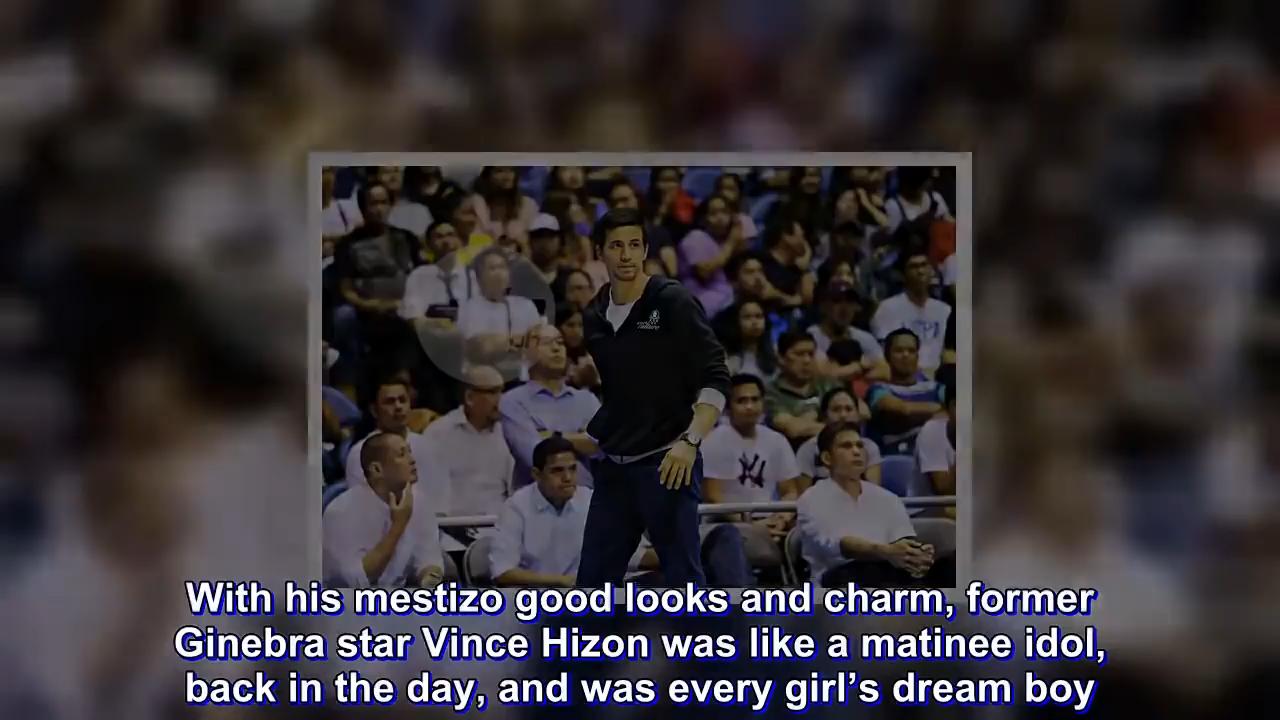 With his mestizo good looks and charm, former
Ginebra star Vince Hizon was like a matinee idol,
back in the day, and was every girl’s dream boy